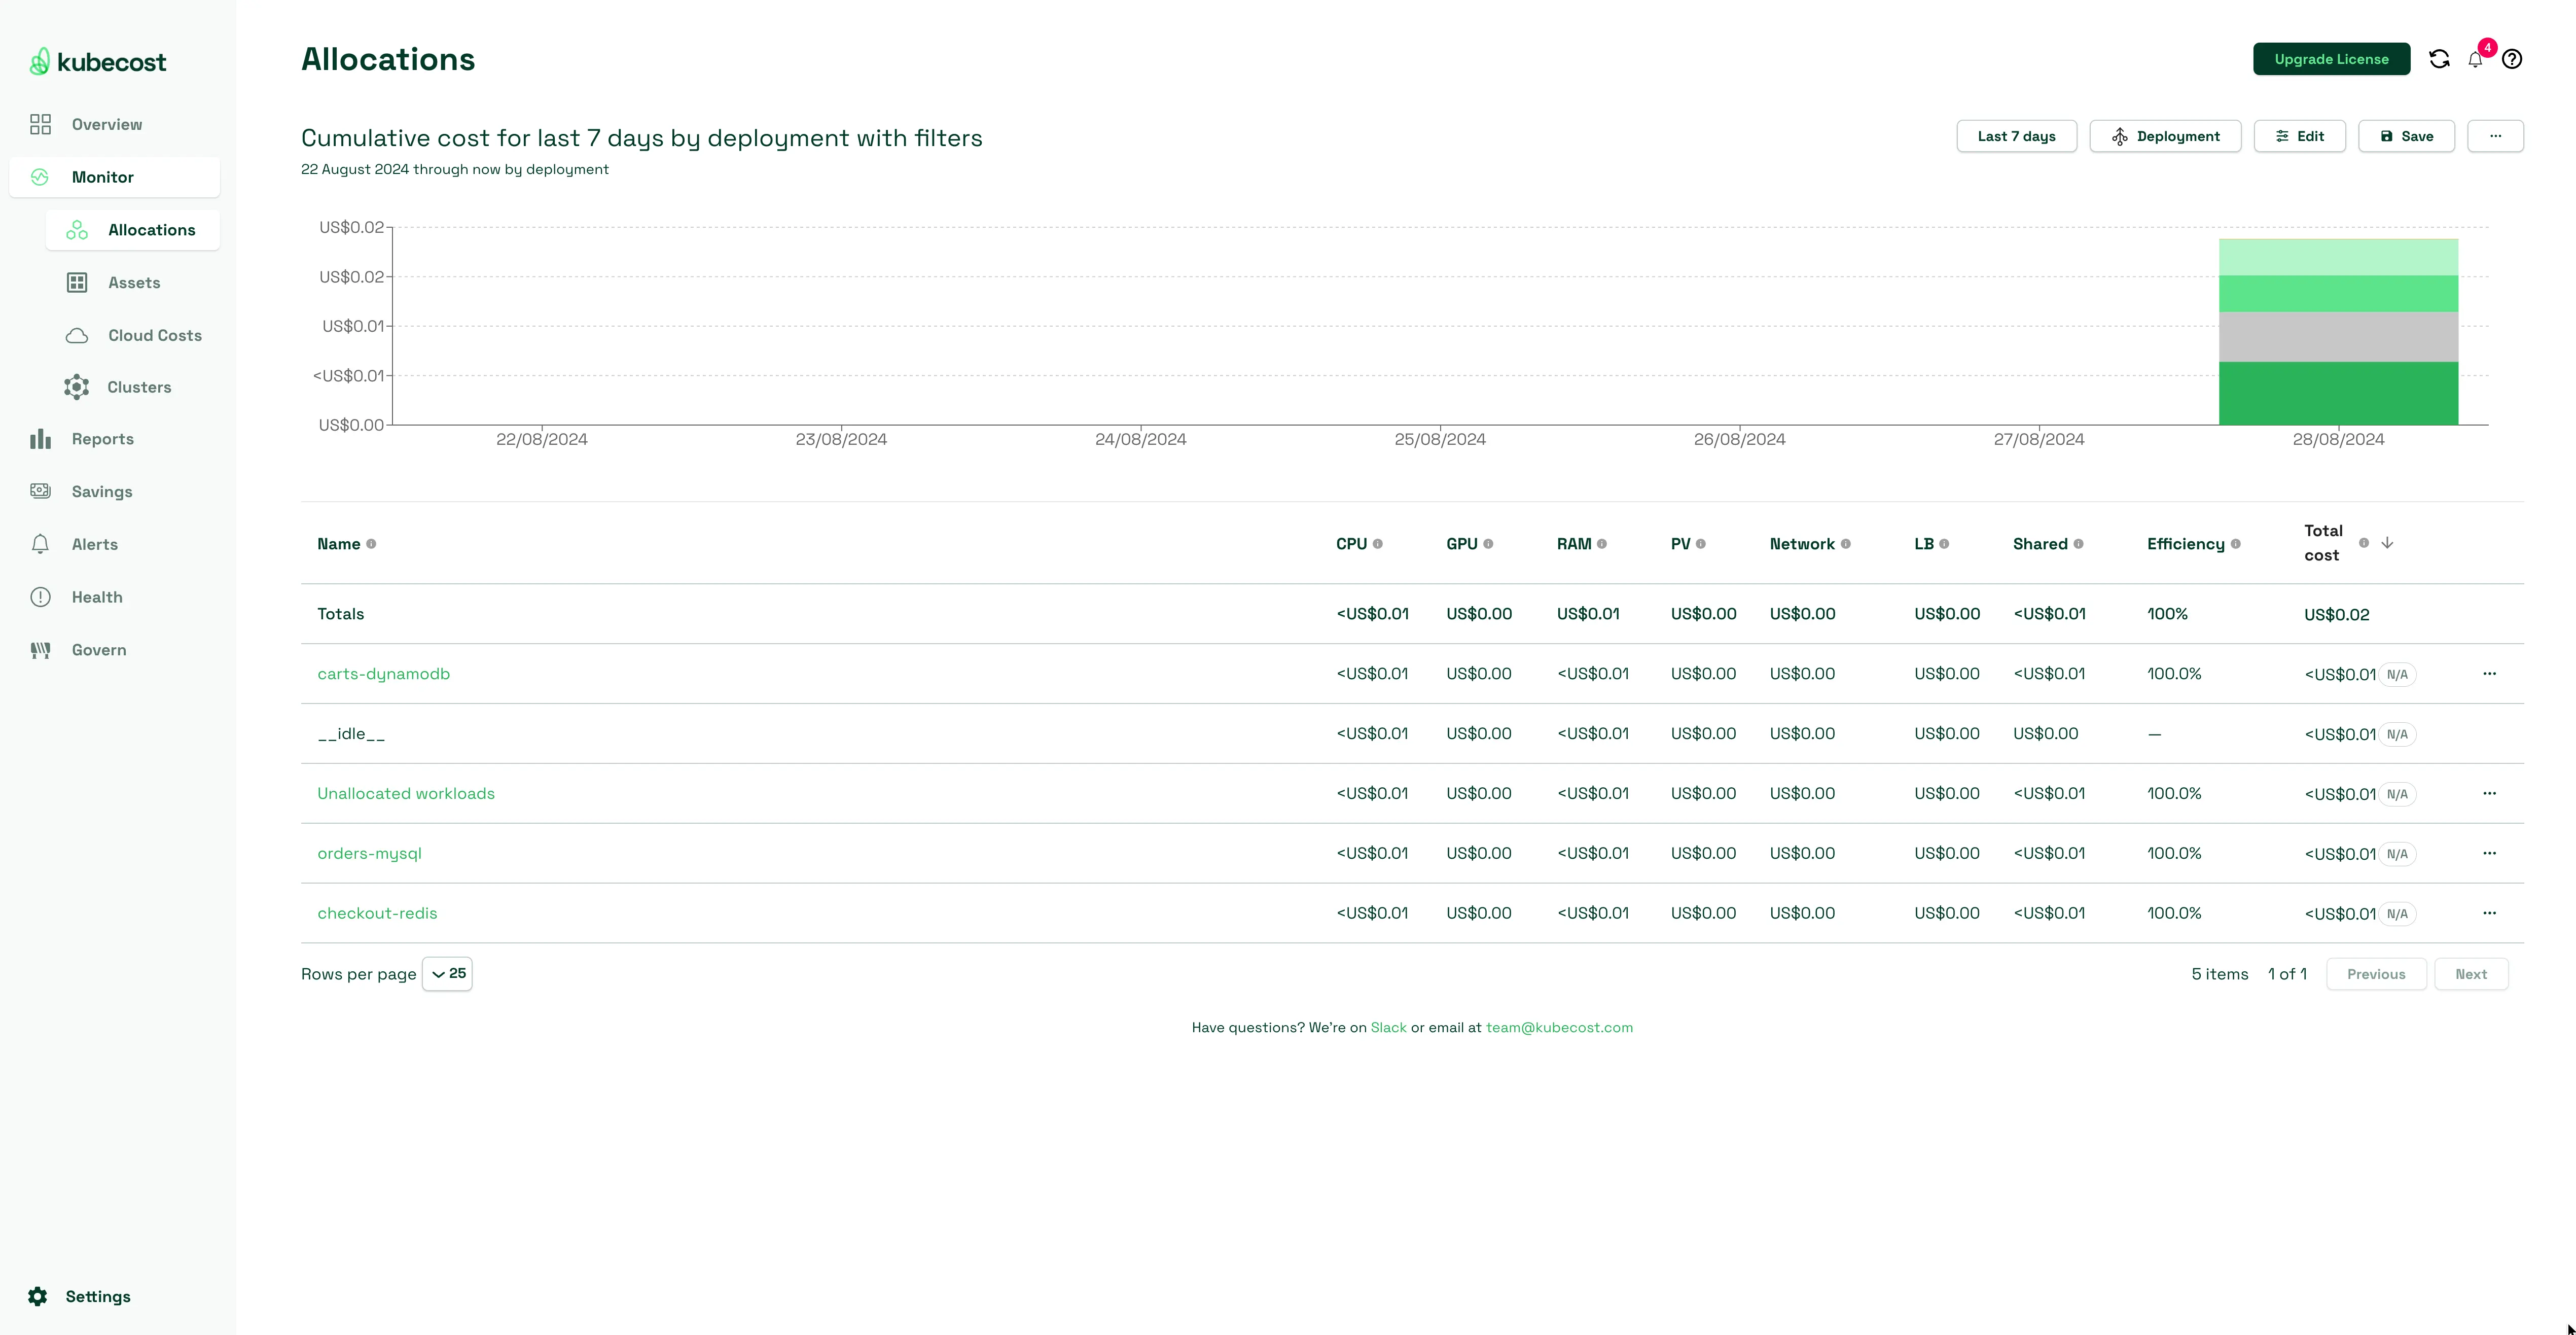 kubecost
Overview
Monitor
Allocations
Assets
Cloud Costs
Clusters
Reports
Savings
Alerts
Health
Govern
Settings
Allocations
Upgrade License
4
Cumulative cost for last 7 days by deployment with filters
22 August 2024 through now by deployment
Last 7 days Deployment Edit Save ...
US$0.02
US$0.02
US$0.01
<US$0.01
US$0.00
22/08/2024 23/08/2024 24/08/2024 25/08/2024 26/08/2024 27/08/2024 28/08/2024
Name CPU GPU RAM PV Network LB Shared Efficiency Total cost
Totals <US$0.01 US$0.00 US$0.01 US$0.00 US$0.00 US$0.00 <US$0.01 100% US$0.02
carts-dynamodb <US$0.01 US$0.00 <US$0.01 US$0.00 US$0.00 US$0.00 <US$0.01 100.0% <US$0.01 N/A ...
__idle__ <US$0.01 US$0.00 <US$0.01 US$0.00 US$0.00 US$0.00 US$0.00 — <US$0.01 N/A
Unallocated workloads <US$0.01 US$0.00 <US$0.01 US$0.00 US$0.00 US$0.00 <US$0.01 100.0% <US$0.01 N/A ...
orders-mysql <US$0.01 US$0.00 <US$0.01 US$0.00 US$0.00 US$0.00 <US$0.01 100.0% <US$0.01 N/A ...
checkout-redis <US$0.01 US$0.00 <US$0.01 US$0.00 US$0.00 US$0.00 <US$0.01 100.0% <US$0.01 N/A ...
Rows per page 25
5 items 1 of 1 Previous Next
Have questions? We're on Slack or email at team@kubecost.com